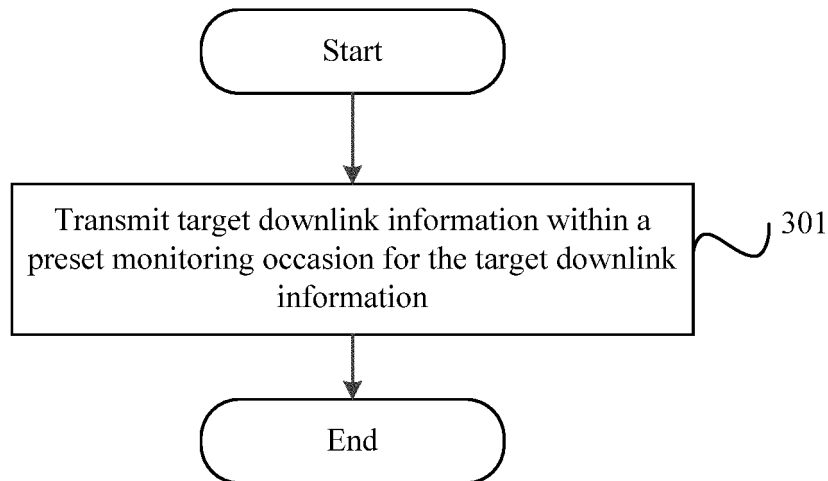 Start
Transmit target downlink information within a
preset monitoring occasion for the target downlink
information
301
End